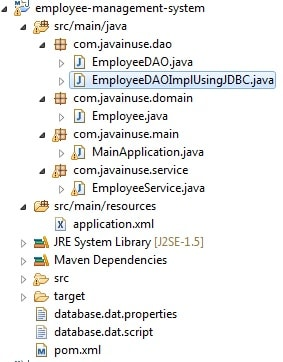 employee-management-system
src/main/java
com.javainuse.dao
EmployeeDAO.java
EmployeeDAOImplUsingJDBC.java
com.javainuse.domain
Employee.java
com.javainuse.main
MainApplication.java
com.javainuse.service
EmployeeService.java
src/main/resources
application.xml
JRE System Library [J2SE-1.5]
Maven Dependencies
src
target
database.dat.properties
database.dat.script
pom.xml